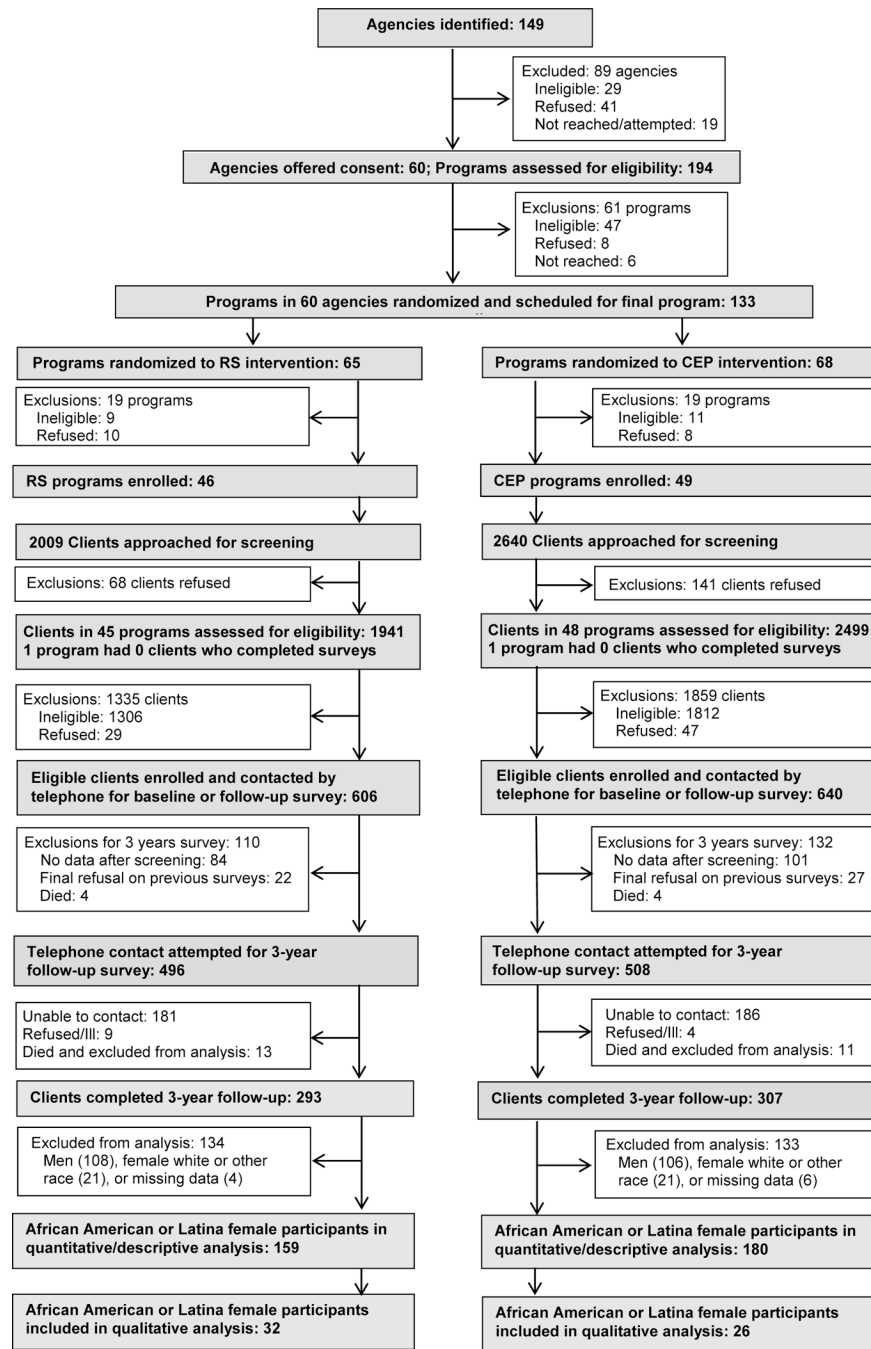 Agencies identified: 149
Excluded: 89 agencies
Ineligible: 29
Refused: 41
Not reached/attempted: 19
Agencies offered consent: 60; Programs assessed for eligibility: 194
Exclusions: 61 programs
Ineligible: 47
Refused: 8
Not reached: 6
Programs in 60 agencies randomized and scheduled for final program: 133
Programs randomized to RS intervention: 65
Exclusions: 19 programs
Ineligible: 9
Refused: 10
RS programs enrolled: 46
2009 Clients approached for screening
Exclusions: 68 clients refused
Clients in 45 programs assessed for eligibility: 1941
1 program had 0 clients who completed surveys
Exclusions: 1335 clients
Ineligible: 1306
Refused: 29
Eligible clients enrolled and contacted by
telephone for baseline or follow-up survey: 606
Exclusions for 3 years survey: 110
No data after screening: 84
Final refusal on previous surveys: 22
Died: 4
Telephone contact attempted for 3-year
follow-up survey: 496
Unable to contact: 181
Refused/Ill: 9
Died and excluded from analysis: 13
Clients completed 3-year follow-up: 293
Excluded from analysis: 134
Men (108), female white or other
race (21), or missing data (4)
African American or Latina female participants in
quantitative/descriptive analysis: 159
African American or Latina female participants
included in qualitative analysis: 32
Programs randomized to CEP intervention: 68
Exclusions: 19 programs
Ineligible: 11
Refused: 8
CEP programs enrolled: 49
2640 Clients approached for screening
Exclusions: 141 clients refused
Clients in 48 programs assessed for eligibility: 2499
1 program had 0 clients who completed surveys
Exclusions: 1859 clients
Ineligible: 1812
Refused: 47
Eligible clients enrolled and contacted by
telephone for baseline or follow-up survey: 640
Exclusions for 3 years survey: 132
No data after screening: 101
Final refusal on previous surveys: 27
Died: 4
Telephone contact attempted for 3-year
follow-up survey: 508
Unable to contact: 186
Refused/Ill: 4
Died and excluded from analysis: 11
Clients completed 3-year follow-up: 307
Excluded from analysis: 133
Men (106), female white or other
race (21), or missing data (6)
African American or Latina female participants in
quantitative/descriptive analysis: 180
African American or Latina female participants
included in qualitative analysis: 26